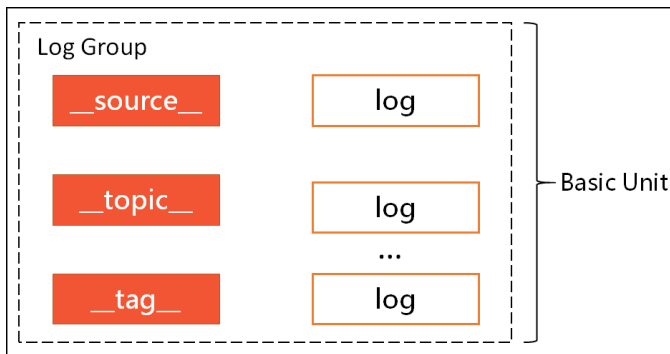 Log Group
__source__
log
__topic__
log
...
__tag__
log
Basic Unit